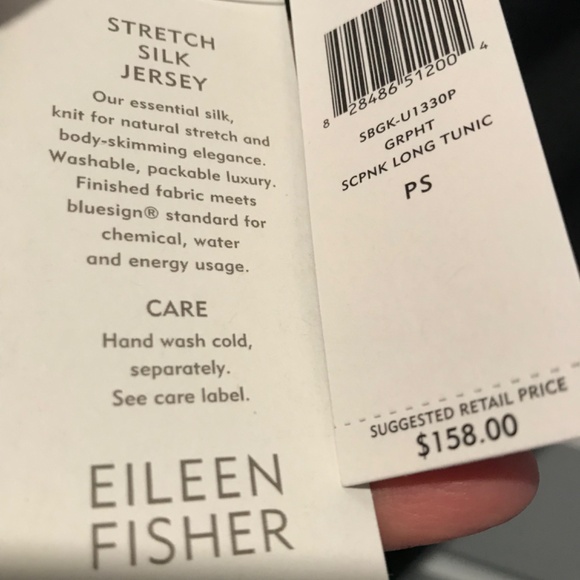 STRETCH
SILK
JERSEY
Our essential silk,
knit for natural stretch and
body-skimming elegance.
Washable, packable luxury.
Finished fabric meets
bluesign® standard for
chemical, water
and energy usage.
CARE
Hand wash cold,
separately.
See care label.
EILEEN
FISHER
8 28486 51200 4
SBGK-U1330P
GRPHT
SCPNK LONG TUNIC
PS
SUGGESTED RETAIL PRICE
$158.00